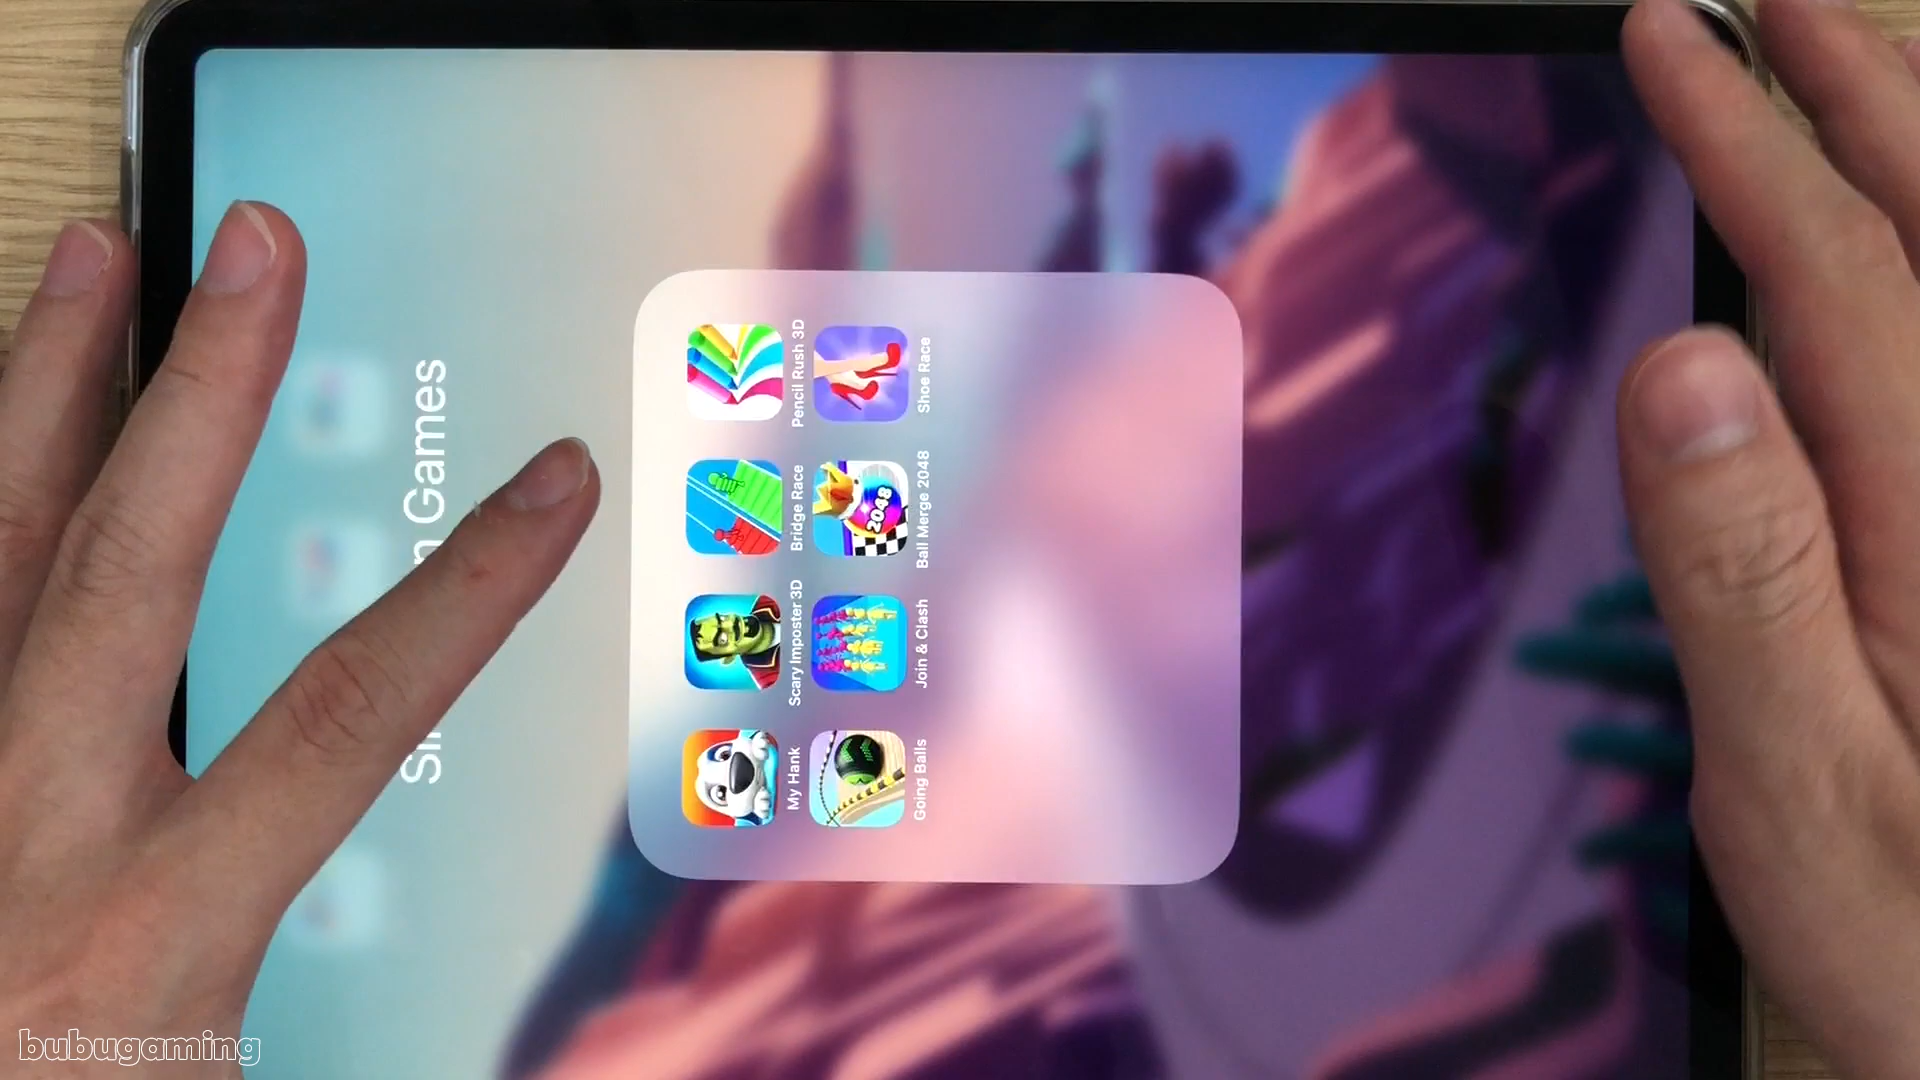 Games
My Hank
Scary Imposter 3D
Bridge Race
Pencil Rush 3D
Going Balls
Join & Clash
2048
Ball Merge 2048
Shoe Race
bubugaming